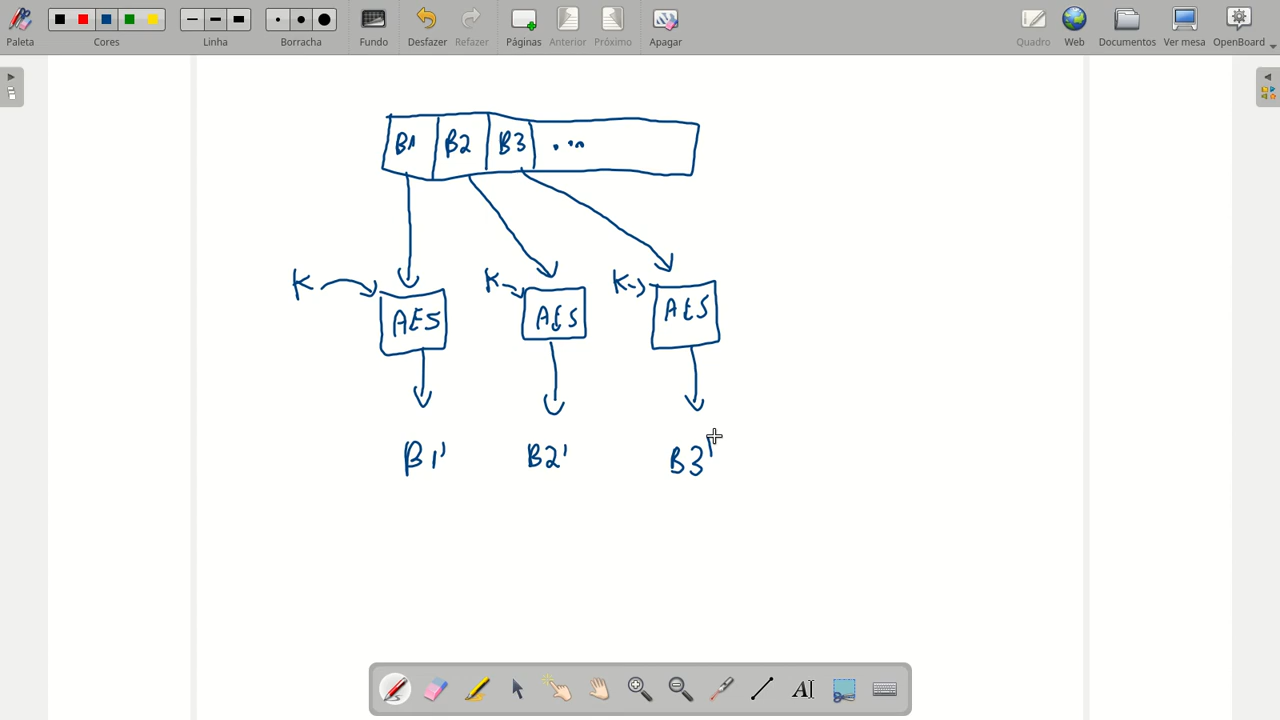 Paleta Cores Linha Borracha Fundo Desfazer Refazer Páginas Anterior Próximo Apagar Quadro Web Documentos Ver mesa OpenBoard
B1 B2 B3 ...
K K K
AES AES AES
B1' B2' B3'